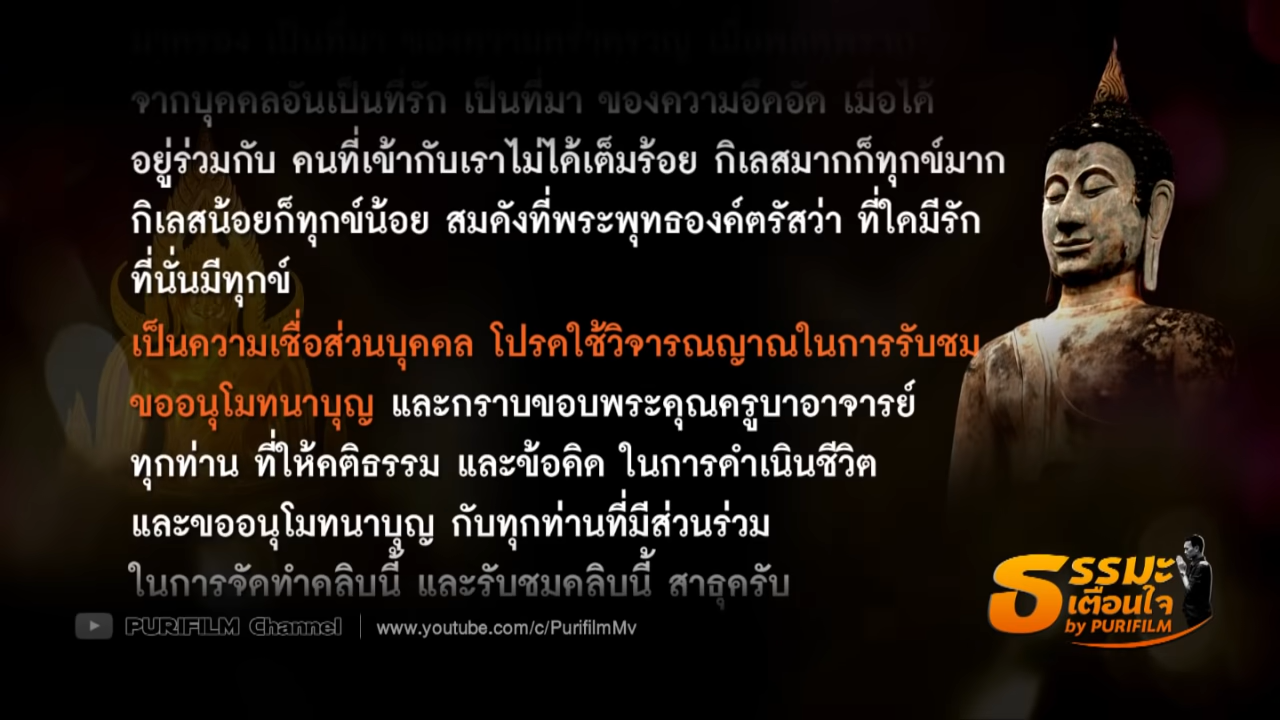 จากบุคคลอันเป็นที่รัก เป็นที่มา ของความอึดอัด เมื่อได้
อยู่ร่วมกับ คนที่เข้ากับเราไม่ได้เต็มร้อย กิเลสมากก็ทุกข์มาก
กิเลสน้อยก็ทุกข์น้อย สมดังที่พระพุทธองค์ตรัสว่า ที่ใดมีรัก
ที่นั่นมีทุกข์
เป็นความเชื่อส่วนบุคคล โปรดใช้วิจารณญาณในการรับชม
ขออนุโมทนาบุญ และกราบขอบพระคุณครูบาอาจารย์
ทุกท่าน ที่ให้คติธรรม และข้อคิด ในการดำเนินชีวิต
และขออนุโมทนาบุญ กับทุกท่านที่มีส่วนร่วม
ในการจัดทำคลิบนี้ และรับชมคลิบนี้ สาธุครับ
PURIFILM Channel | www.youtube.com/c/PurifilmMv
ธรรมะ
เตือนใจ
by PURIFILM